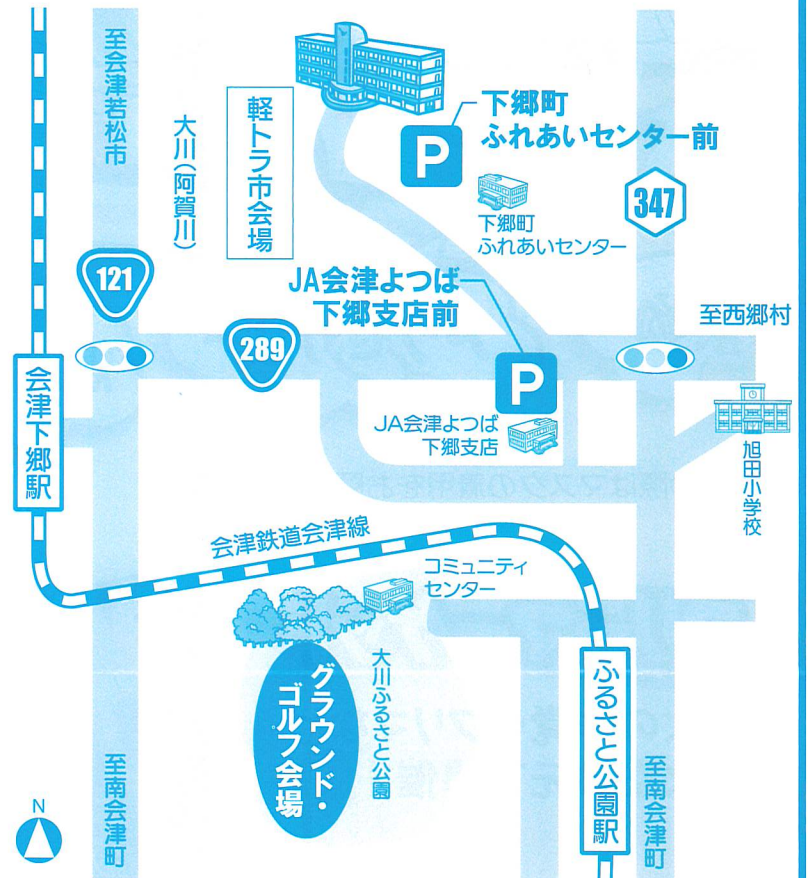 至会津若松市
大川(阿賀川)
軽トラ市会場
P
下郷町
ふれあいセンター前
下郷町
ふれあいセンター
347
121
JA会津よつば
下郷支店前
289
至西郷村
P
会津下郷駅
JA会津よつば
下郷支店
旭田小学校
会津鉄道会津線
コミュニティ
センター
グラウンド・
ゴルフ会場
大川ふるさと公園
ふるさと公園駅
至南会津町
至南会津町
N